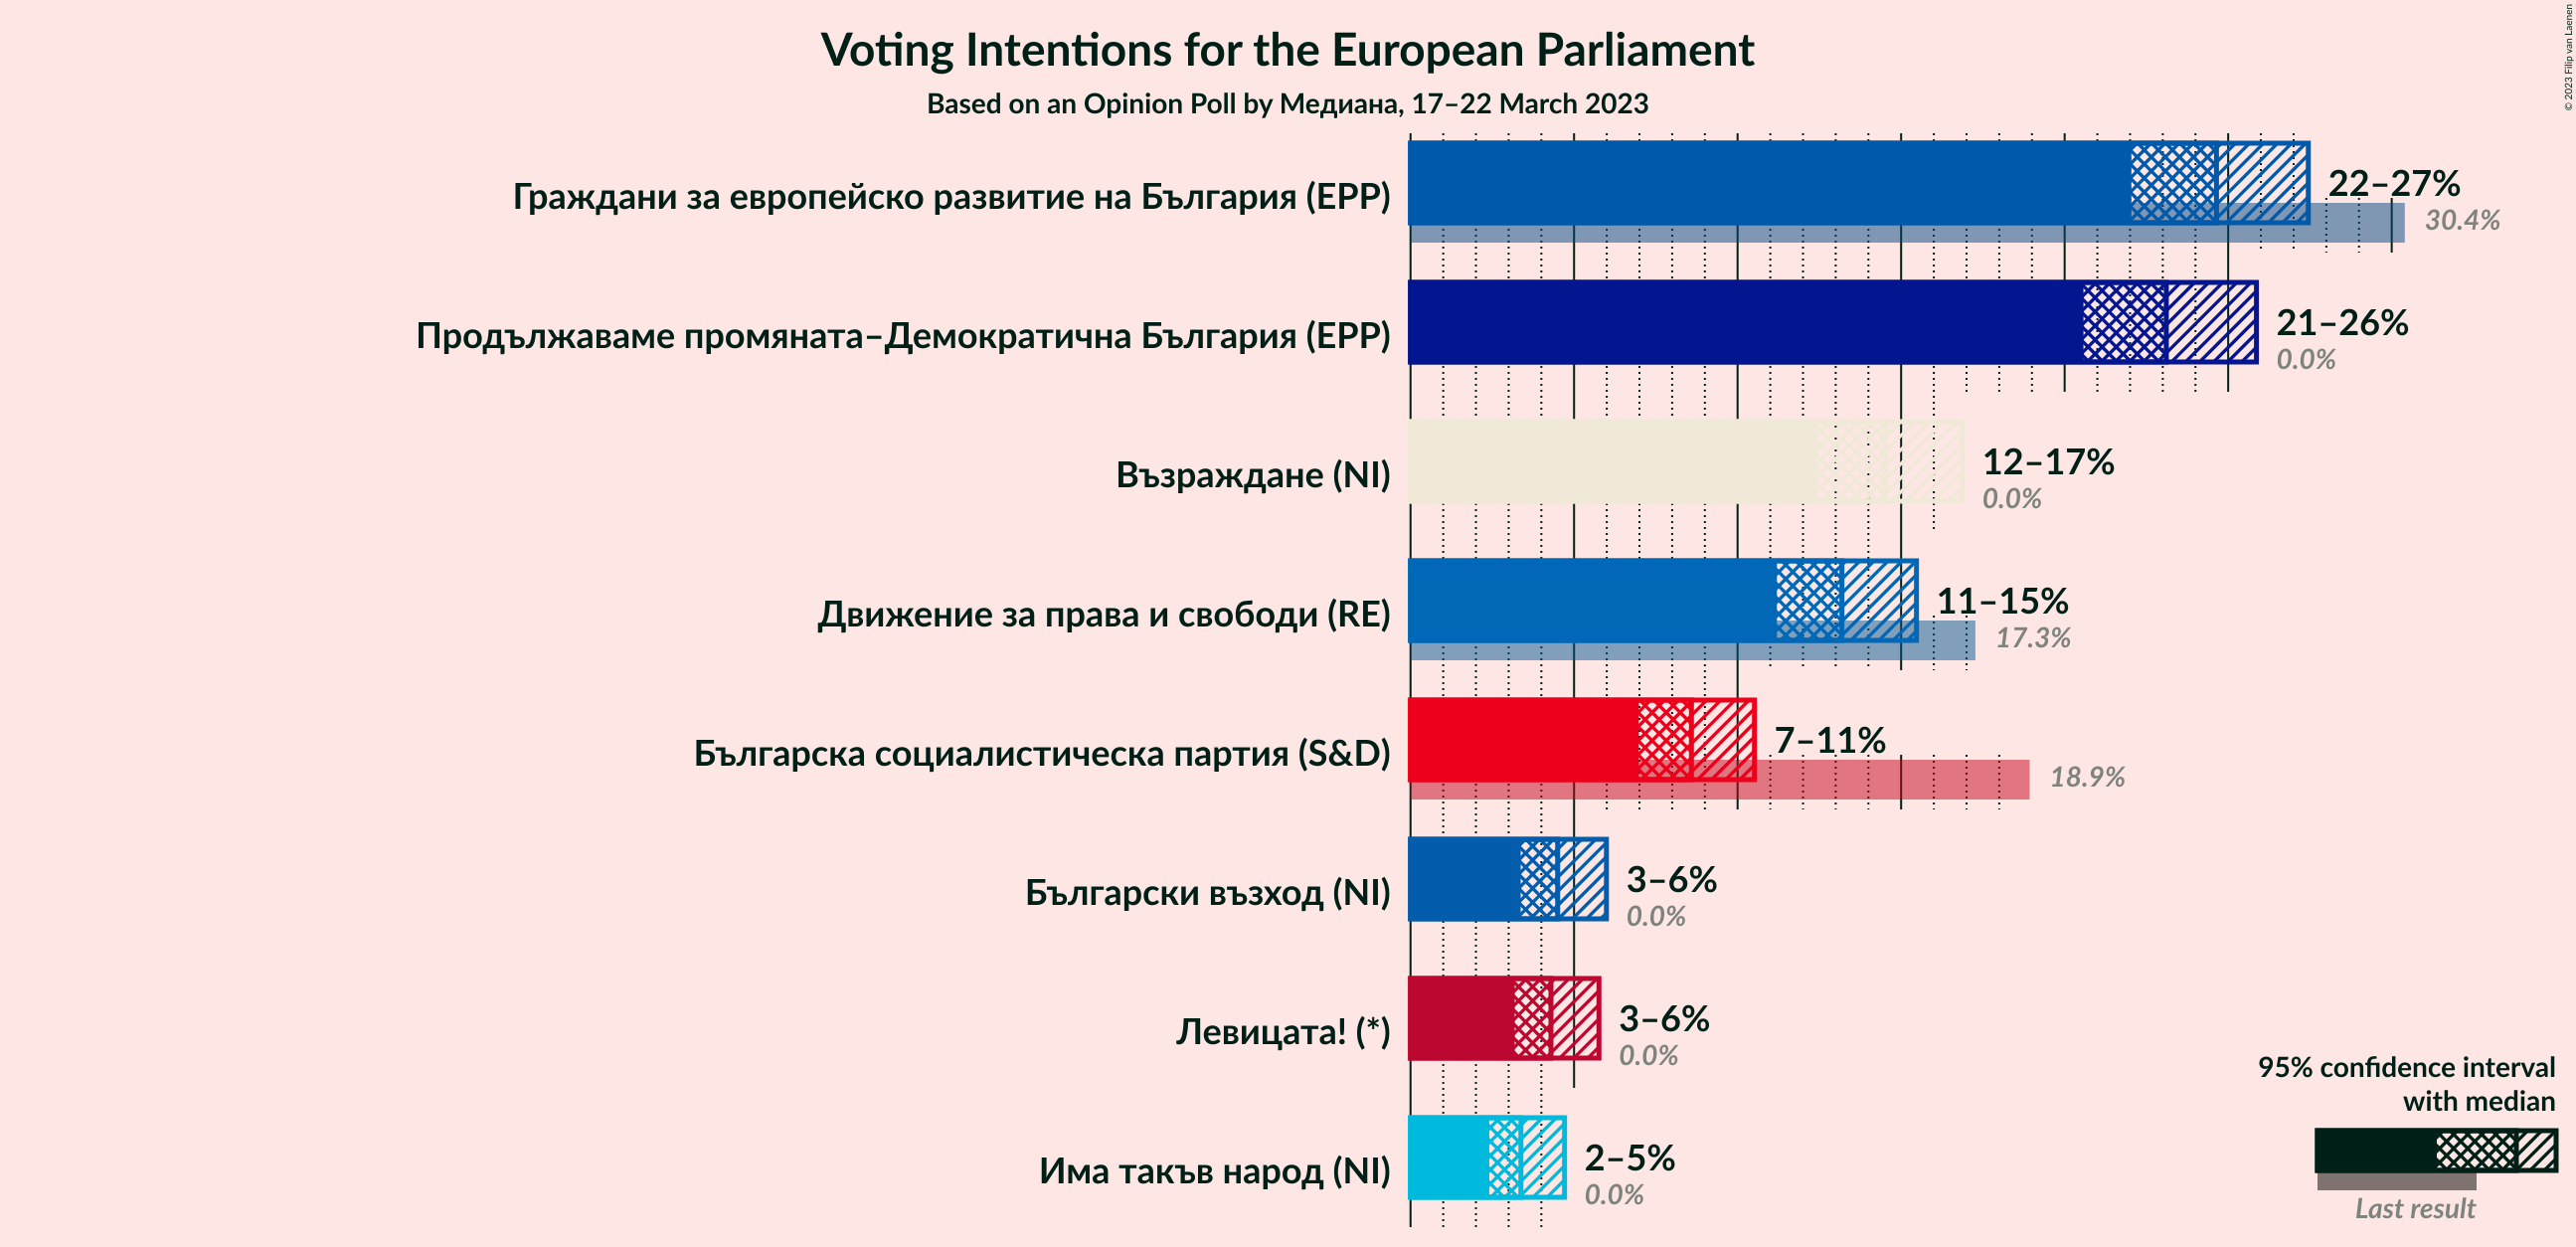 Voting Intentions for the European Parliament
Based on an Opinion Poll by Медиана, 17–22 March 2023
© 2023 Filip van Laenen
Граждани за европейско развитие на България (EPP)
22–27%
30.4%
Продължаваме промяната–Демократична България (EPP)
21–26%
0.0%
Възраждане (NI)
12–17%
0.0%
Движение за права и свободи (RE)
11–15%
17.3%
Българска социалистическа партия (S&D)
7–11%
18.9%
Български възход (NI)
3–6%
0.0%
Левицата! (*)
3–6%
0.0%
Има такъв народ (NI)
2–5%
0.0%
95% confidence interval
with median
Last result